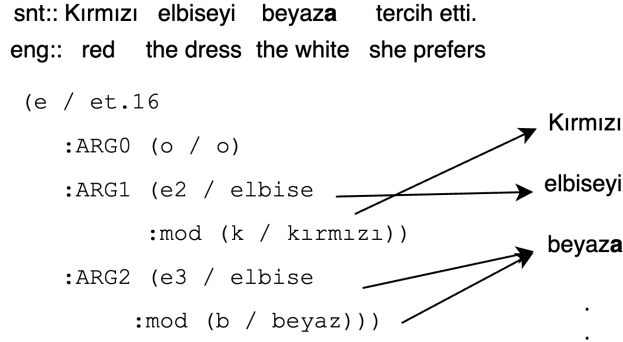 snt:: Kırmızı elbiseyi beyaza tercih etti.
eng:: red the dress the white she prefers
(e / et.16
:ARG0 (o / o)
:ARG1 (e2 / elbise
:mod (k / kırmızı))
:ARG2 (e3 / elbise
:mod (b / beyaz)))
Kırmızı
elbiseyi
beyaza
.
.